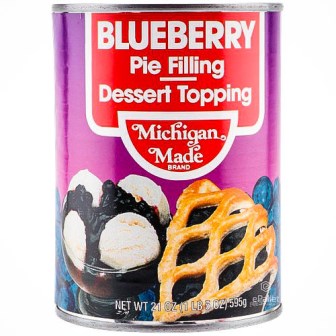 BLUEBERRY
Pie Filling
Dessert Topping
Michigan
Made
BRAND
NET WT 21 OZ (1 LB 5 OZ) 595g